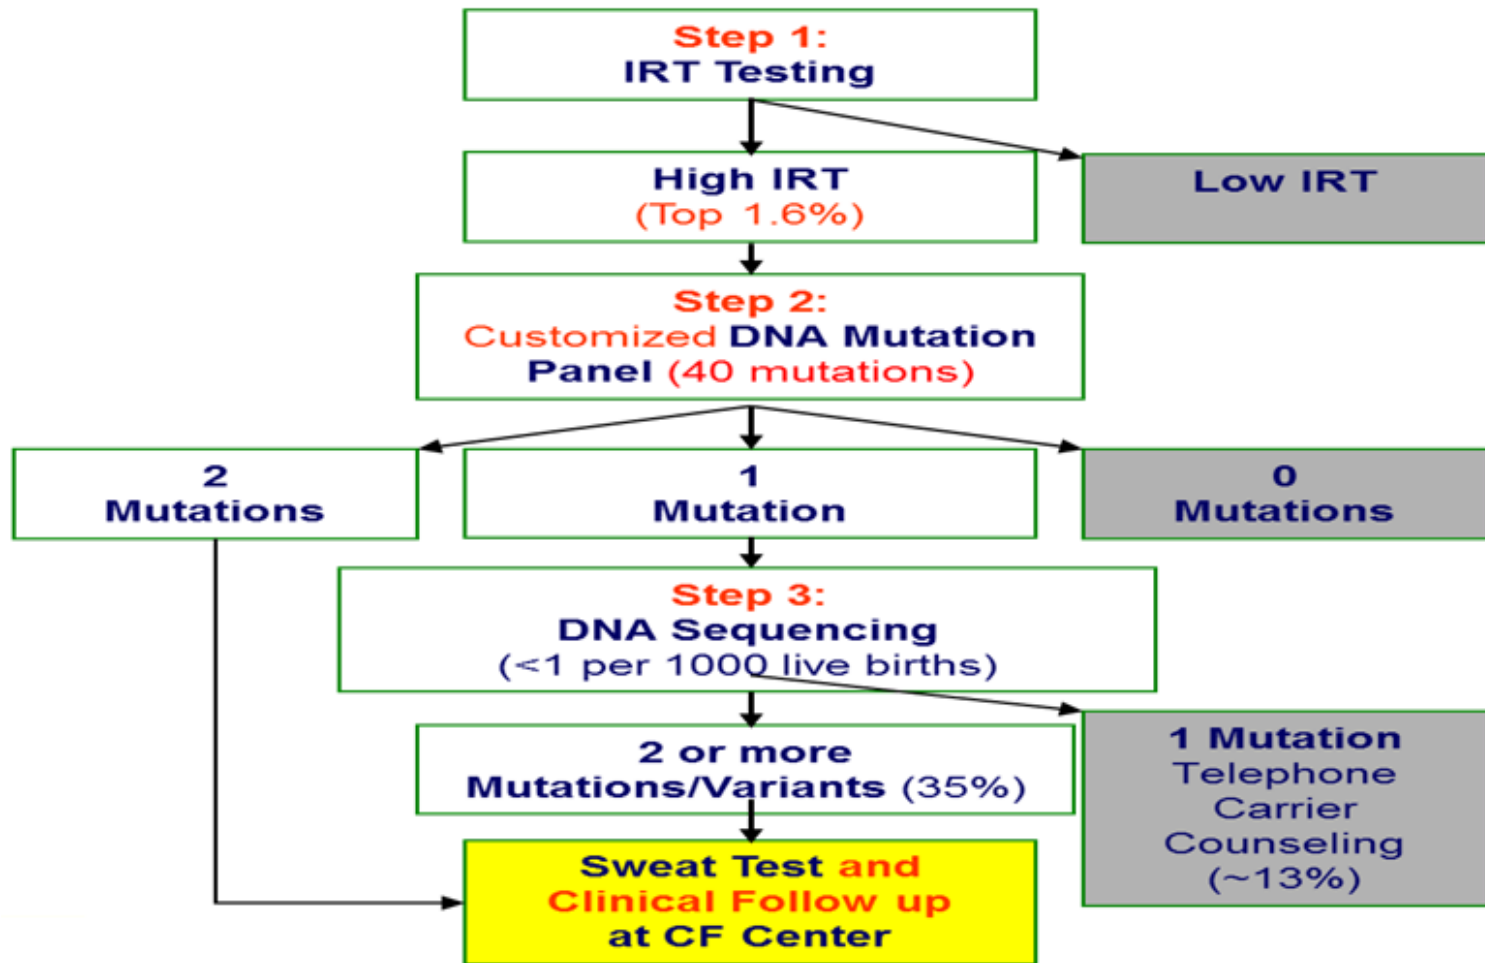 Step 1:
IRT Testing
High IRT
(Top 1.6%)
Low IRT
Step 2:
Customized DNA Mutation
Panel (40 mutations)
2
Mutations
1
Mutation
0
Mutations
Step 3:
DNA Sequencing
(<1 per 1000 live births)
2 or more
Mutations/Variants (35%)
1 Mutation
Telephone
Carrier
Counseling
(~13%)
Sweat Test and
Clinical Follow up
at CF Center